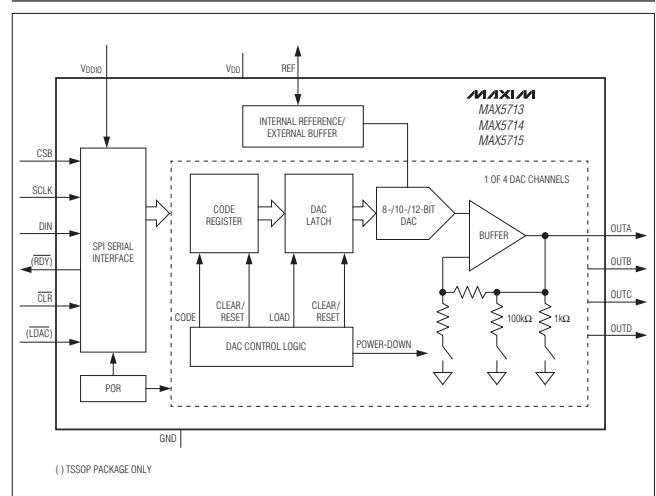 VDDIO
VDD
REF
MAXIM
MAX5713
MAX5714
MAX5715
INTERNAL REFERENCE/
EXTERNAL BUFFER
1 OF 4 DAC CHANNELS
CSB
SCLK
DIN
(RDY)
CLR
(LDAC)
SPI SERIAL
INTERFACE
CODE
REGISTER
DAC
LATCH
8-/10-/12-BIT
DAC
BUFFER
OUTA
OUTB
OUTC
OUTD
CODE
CLEAR/
RESET
LOAD
CLEAR/
RESET
100kΩ
1kΩ
DAC CONTROL LOGIC
POWER-DOWN
POR
GND
( ) TSSOP PACKAGE ONLY